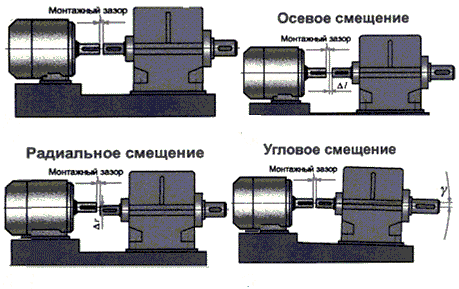 Монтажный зазор
Осевое смещение
Монтажный зазор
Δl
Радиальное смещение
Монтажный зазор
Δr
Угловое смещение
Монтажный зазор
γ